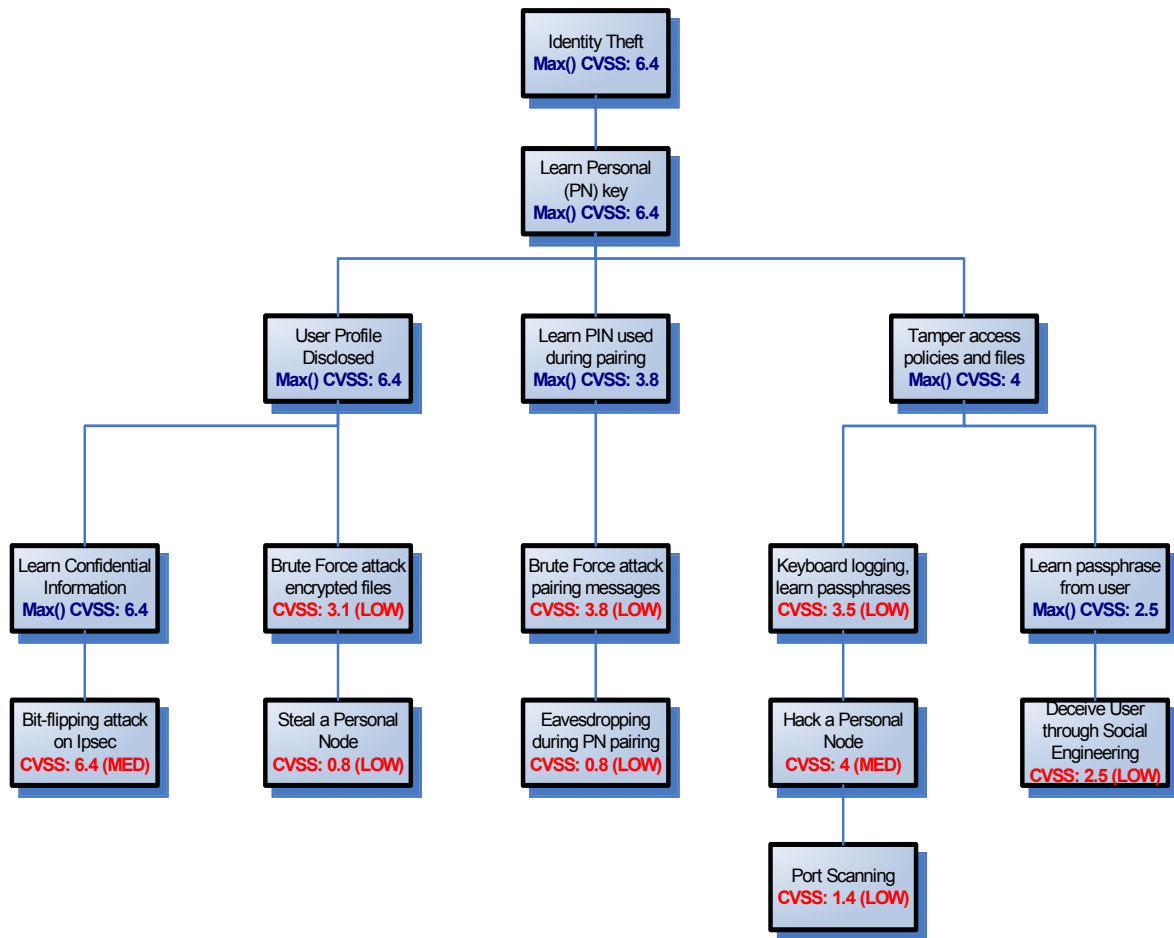 Identity Theft
Max() CVSS: 6.4
Learn Personal
(PN) key
Max() CVSS: 6.4
User Profile
Disclosed
Max() CVSS: 6.4
Learn PIN used
during pairing
Max() CVSS: 3.8
Tamper access
policies and files
Max() CVSS: 4
Learn Confidential
Information
Max() CVSS: 6.4
Brute Force attack
encrypted files
CVSS: 3.1 (LOW)
Brute Force attack
pairing messages
CVSS: 3.8 (LOW)
Keyboard logging,
learn passphrases
CVSS: 3.5 (LOW)
Learn passphrase
from user
Max() CVSS: 2.5
Bit-flipping attack
on Ipsec
CVSS: 6.4 (MED)
Steal a Personal
Node
CVSS: 0.8 (LOW)
Eavesdropping
during PN pairing
CVSS: 0.8 (LOW)
Hack a Personal
Node
CVSS: 4 (MED)
Deceive User
through Social
Engineering
CVSS: 2.5 (LOW)
Port Scanning
CVSS: 1.4 (LOW)